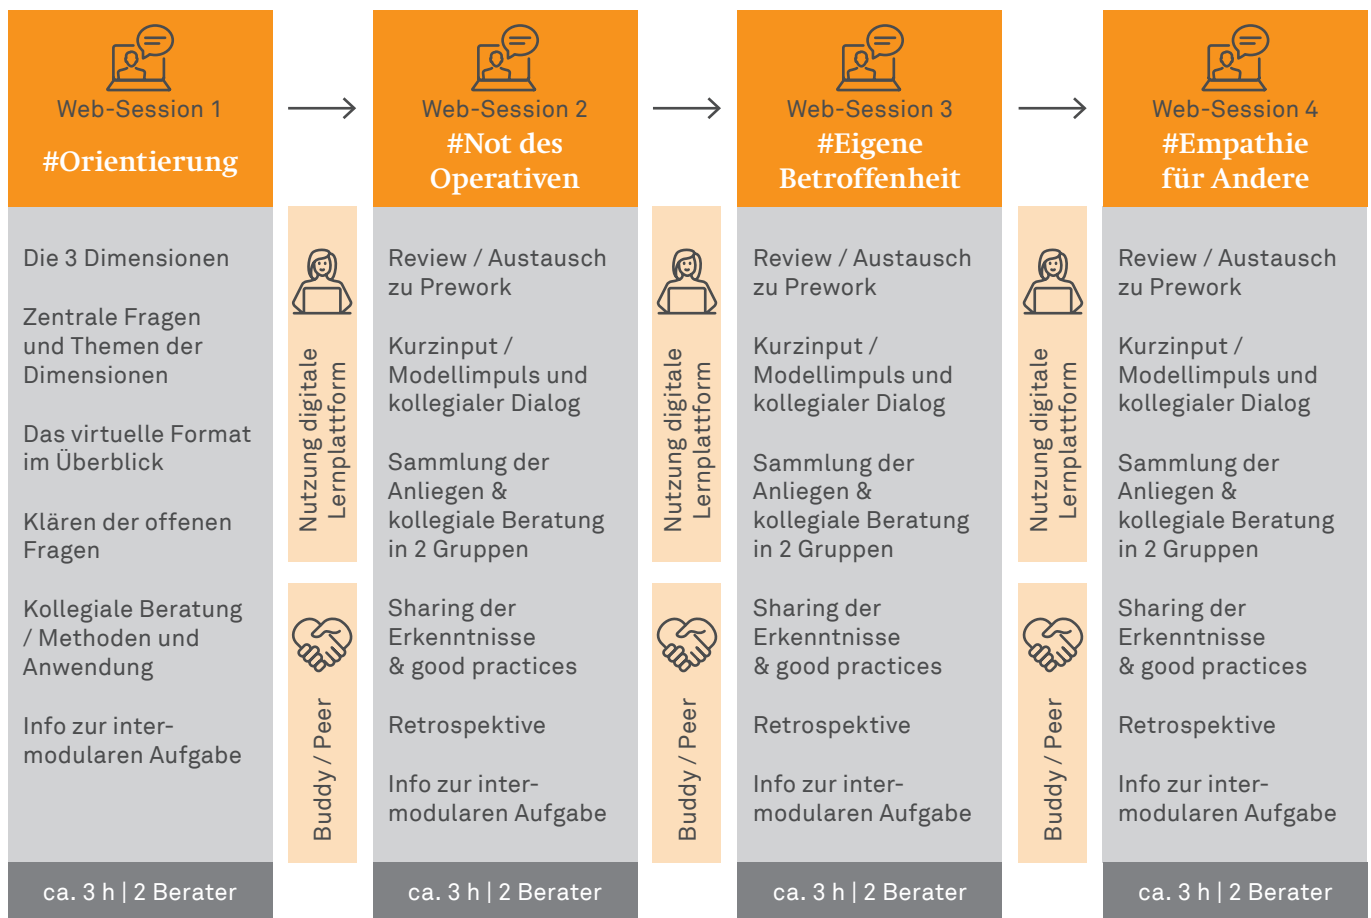 Web-Session 1
#Orientierung
Die 3 Dimensionen
Zentrale Fragen
und Themen der
Dimensionen
Das virtuelle Format
im Überblick
Klären der offenen
Fragen
Kollegiale Beratung
/ Methoden und
Anwendung
Info zur inter-
modularen Aufgabe
ca. 3 h | 2 Berater
Nutzung digitale
Lernplattform
Buddy / Peer
Web-Session 2
#Not des
Operativen
Review / Austausch
zu Prework
Kurzinput /
Modellimpuls und
kollegialer Dialog
Sammlung der
Anliegen &
kollegiale Beratung
in 2 Gruppen
Sharing der
Erkenntnisse
& good practices
Retrospektive
Info zur inter-
modularen Aufgabe
ca. 3 h | 2 Berater
Nutzung digitale
Lernplattform
Buddy / Peer
Web-Session 3
#Eigene
Betroffenheit
Review / Austausch
zu Prework
Kurzinput /
Modellimpuls und
kollegialer Dialog
Sammlung der
Anliegen &
kollegiale Beratung
in 2 Gruppen
Sharing der
Erkenntnisse
& good practices
Retrospektive
Info zur inter-
modularen Aufgabe
ca. 3 h | 2 Berater
Nutzung digitale
Lernplattform
Buddy / Peer
Web-Session 4
#Empathie
für Andere
Review / Austausch
zu Prework
Kurzinput /
Modellimpuls und
kollegialer Dialog
Sammlung der
Anliegen &
kollegiale Beratung
in 2 Gruppen
Sharing der
Erkenntnisse
& good practices
Retrospektive
Info zur inter-
modularen Aufgabe
ca. 3 h | 2 Berater